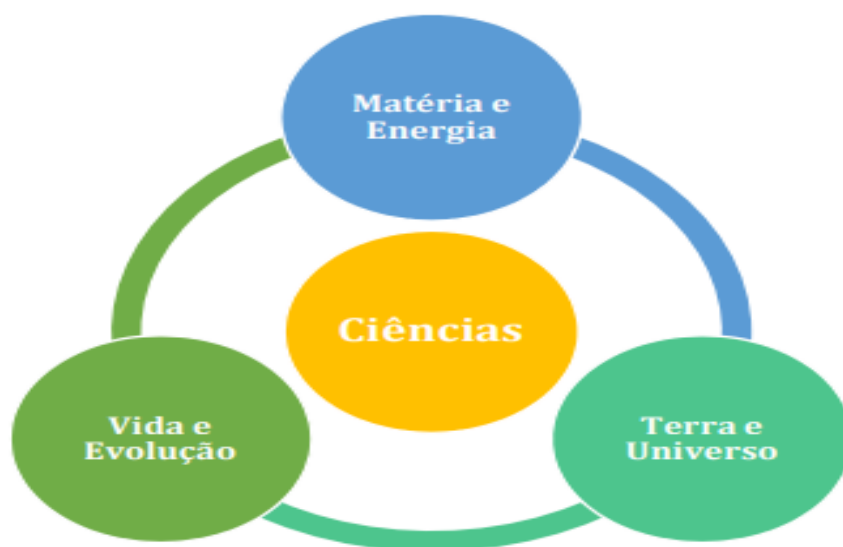 Matéria e
Energia
Ciências
Vida e
Evolução
Terra e
Universo